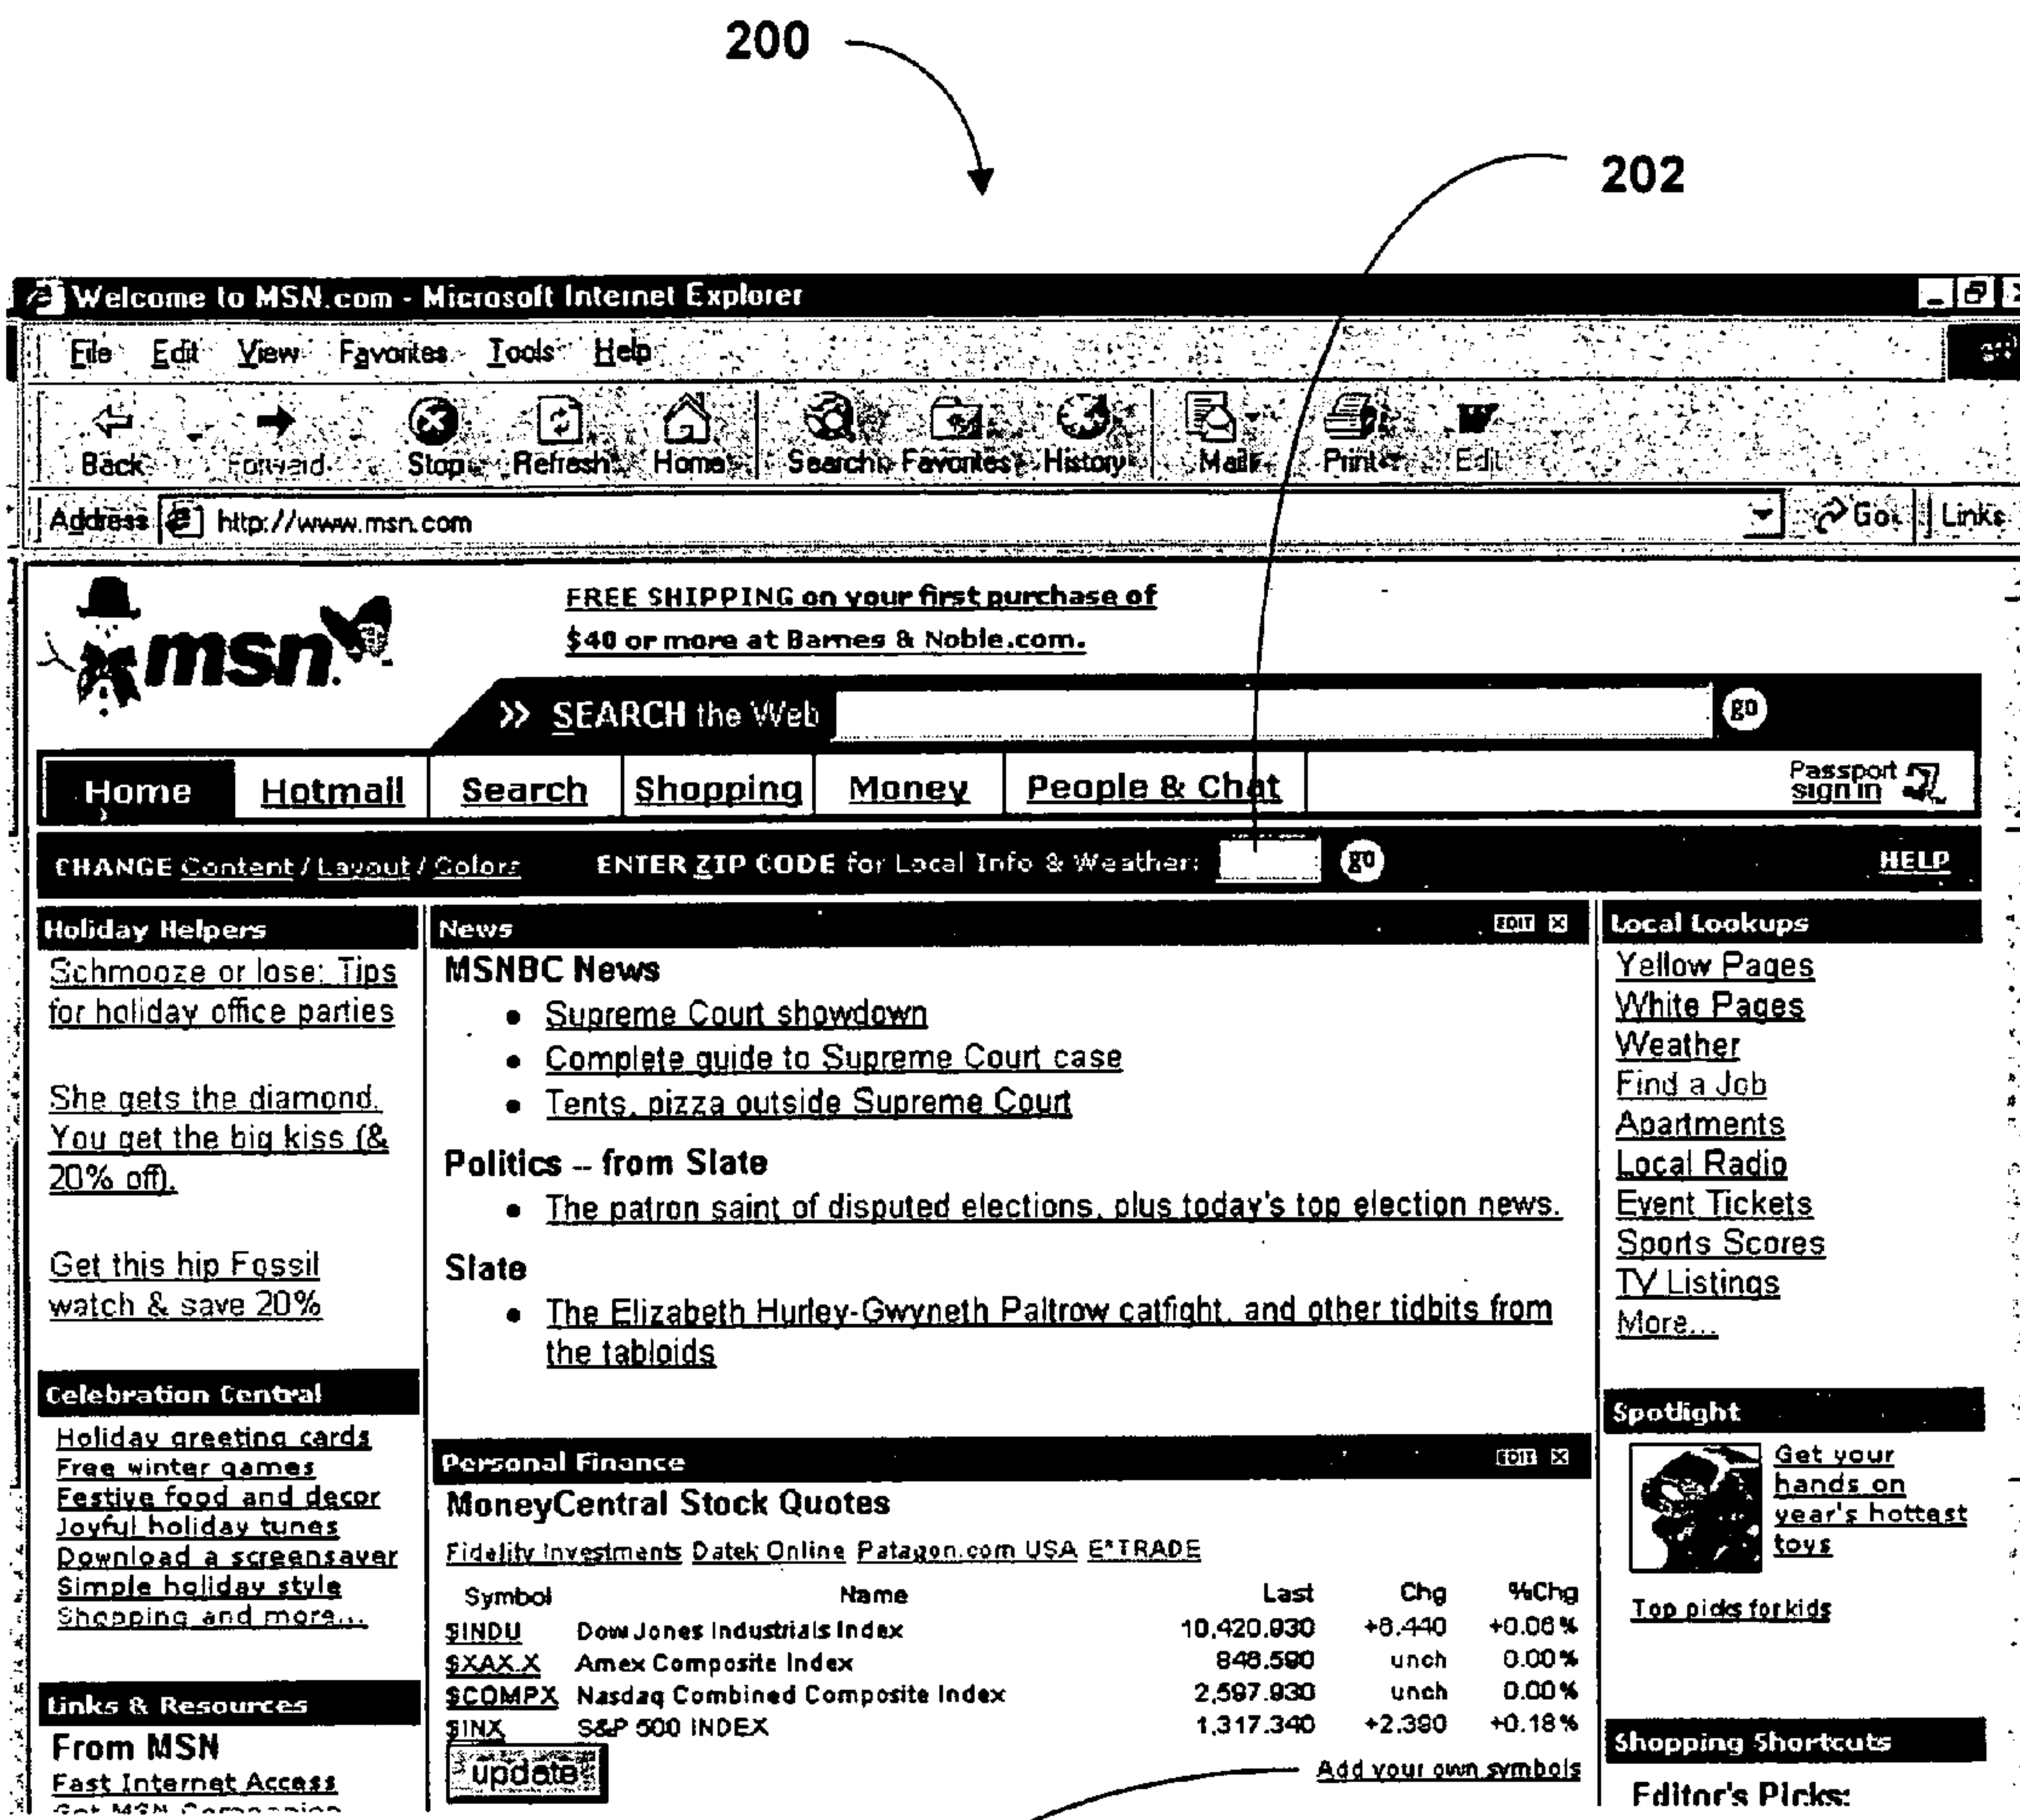 200
202
Welcome to MSN.com - Microsoft Internet Explorer
File Edit View Favorites Tools Help
Back Forward Stop Refresh Home Search Favorites History Mail Print Edit
Address http://www.msn.com Go Links
msn
FREE SHIPPING on your first purchase of
$40 or more at Barnes & Noble.com.
>> SEARCH the Web go
Home Hotmail Search Shopping Money People & Chat
Passport
sign in
CHANGE Content / Layout / Colors ENTER ZIP CODE for Local Info & Weather: go HELP
Holiday Helpers
Schmooze or lose: Tips
for holiday office parties
She gets the diamond.
You get the big kiss (&
20% off).
Get this hip Fossil
watch & save 20%
Celebration Central
Holiday greeting cards
Free winter games
Festive food and decor
Joyful holiday tunes
Download a screensaver
Simple holiday style
Shopping and more...
Links & Resources
From MSN
Fast Internet Access
Get MSN Companion
News EDIT X
MSNBC News
• Supreme Court showdown
• Complete guide to Supreme Court case
• Tents, pizza outside Supreme Court
Politics -- from Slate
• The patron saint of disputed elections, plus today's top election news.
Slate
• The Elizabeth Hurley-Gwyneth Paltrow catfight, and other tidbits from
the tabloids
Personal Finance EDIT X
MoneyCentral Stock Quotes
Fidelity Investments Datek Online Patagon.com USA E*TRADE
Symbol Name Last Chg %Chg
$INDU Dow Jones Industrials Index +0.06%
$XAX.X Amex Composite Index unch 0.00%
$COMPX Nasdaq Combined Composite Index 2,597.930 unch 0.00%
$INX S&P 500 INDEX 1,317.340 +2.390 +0.18%
update
Add your own symbols
Local Lookups
Yellow Pages
White Pages
Weather
Find a Job
Apartments
Local Radio
Event Tickets
Sports Scores
TV Listings
More...
Spotlight
Get your
hands on
year's hottest
toys
Top picks for kids
Shopping Shortcuts
Editor's Picks: